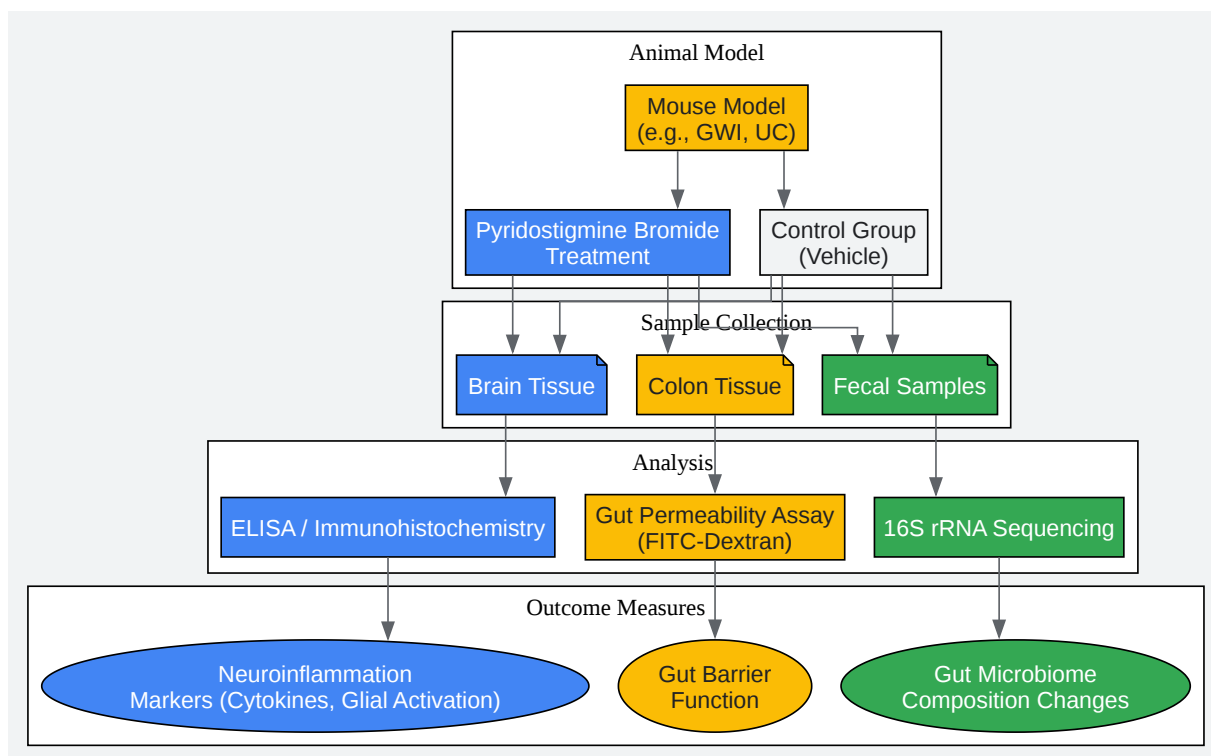 Animal Model
Mouse Model
(e.g., GWI, UC)
Pyridostigmine Bromide
Treatment
Control Group
(Vehicle)
Sample Collection
Brain Tissue
Colon Tissue
Fecal Samples
Analysis
ELISA / Immunohistochemistry
Gut Permeability Assay
(FITC-Dextran)
16S rRNA Sequencing
Outcome Measures
Neuroinflammation
Markers (Cytokines, Glial Activation)
Gut Barrier
Function
Gut Microbiome
Composition Changes